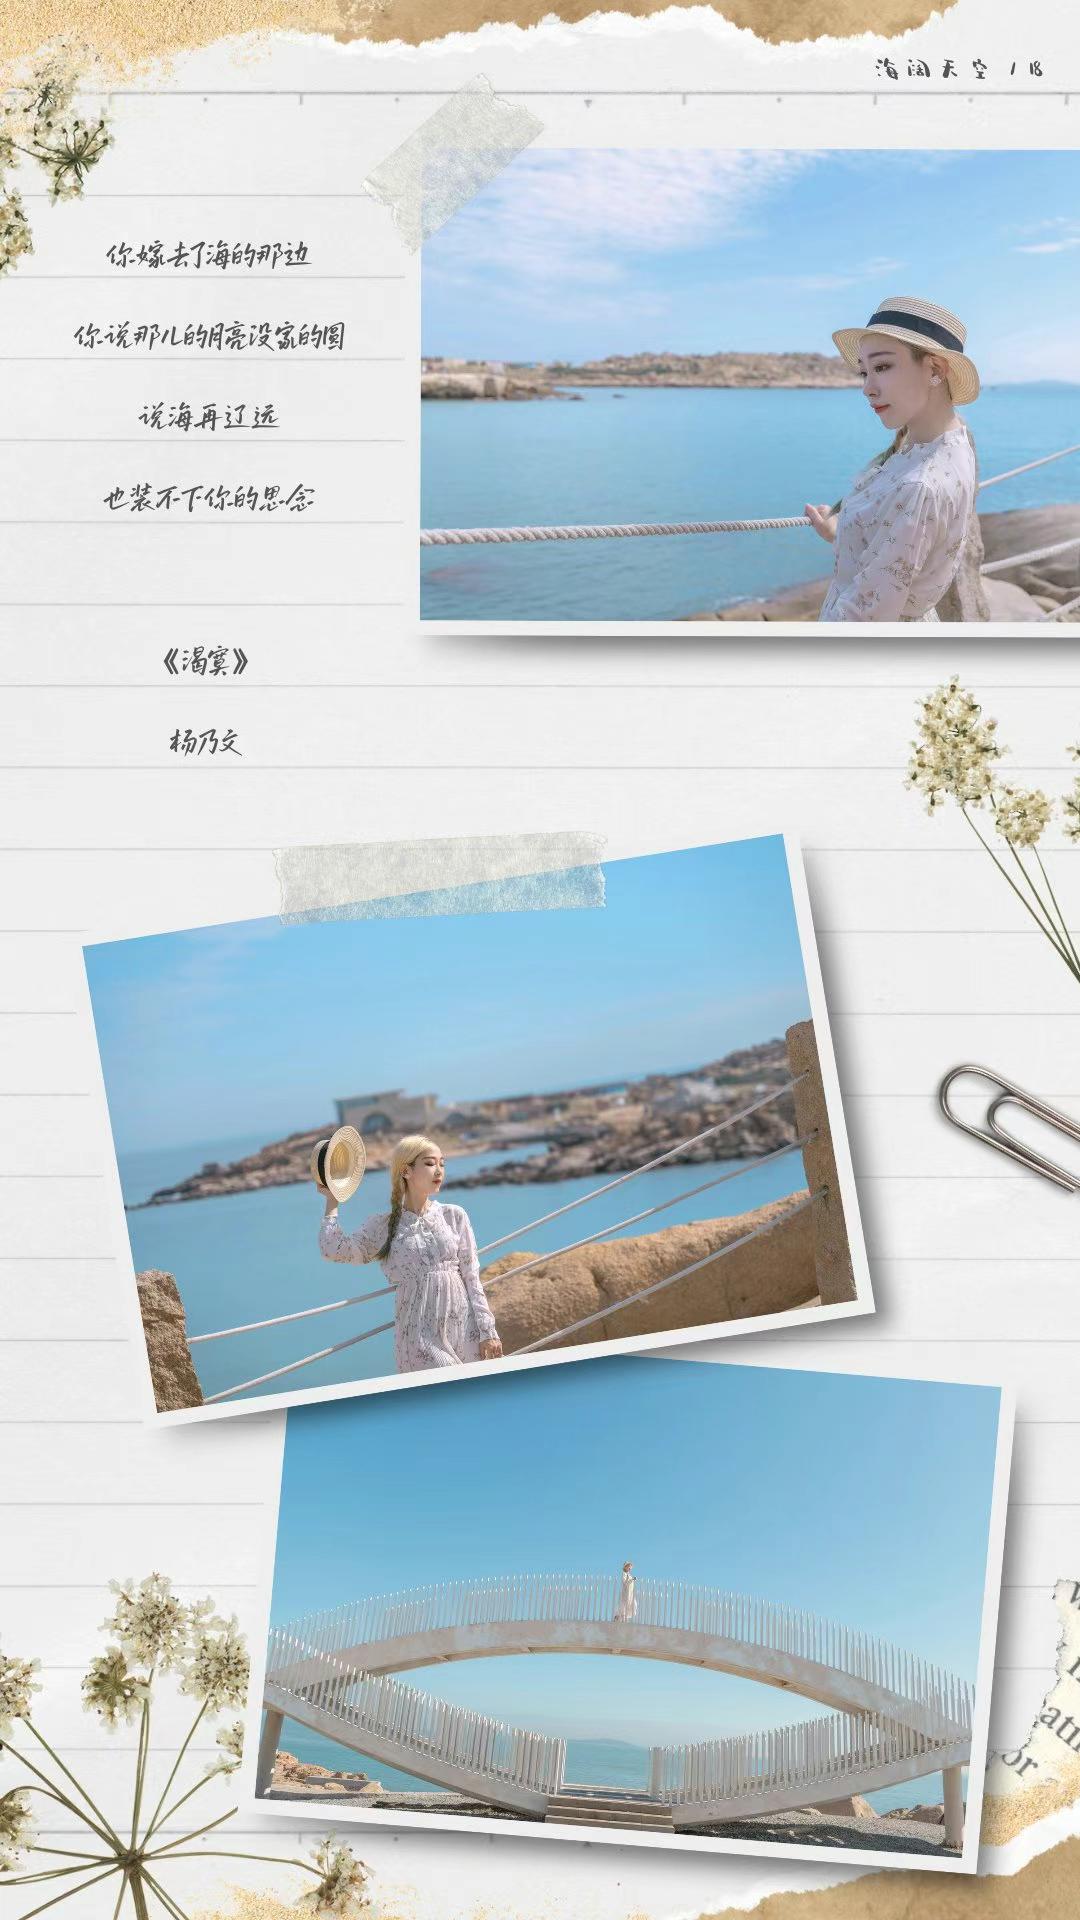 海阔天空 / 18
你嫁去了海的那边
你说那儿的月亮没家的圆
说海再辽远
也装不下你的思念
《渴寞》
杨乃文
or